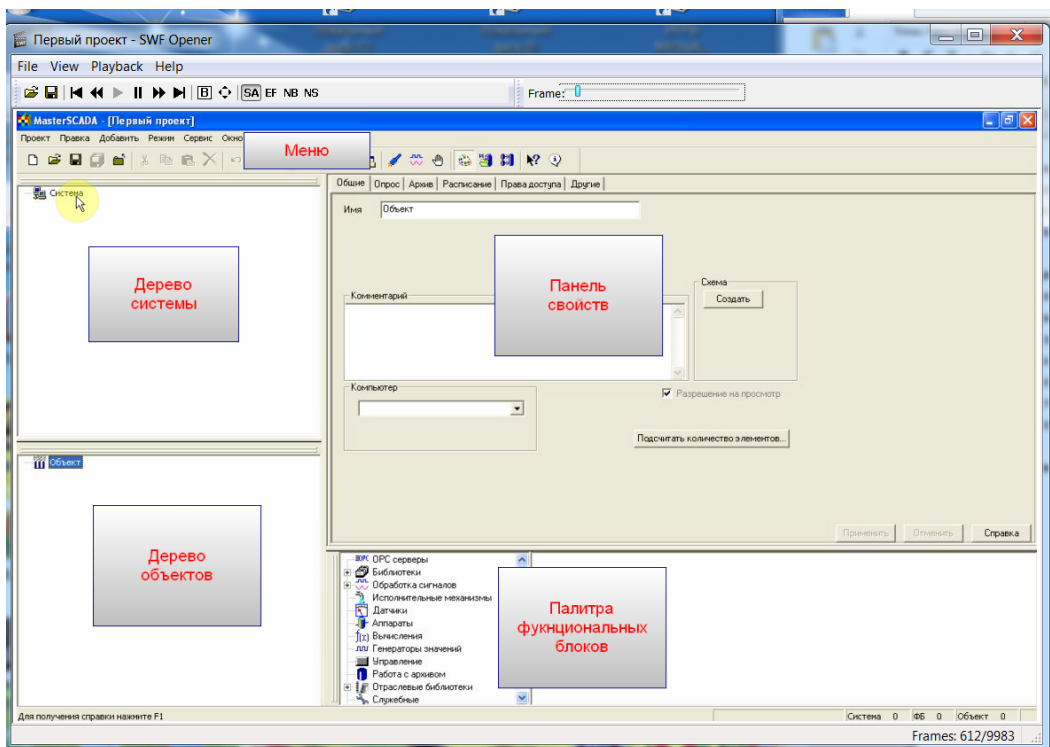 Первый проект - SWF Opener
File View Playback Help
B SA EF NB NS
Frame:
MasterSCADA - [Первый проект]
Проект Правка Добавить Режим Сервис Окно
Меню
Система
Дерево
системы
Общие Опрос Архив Расписание Права доступа Другие
Имя Объект
Панель
свойств
Комментарий
Схема
Создать
Компьютер
Разрешение на просмотр
Подсчитать количество элементов...
Применить Отменить Справка
Объект
Дерево
объектов
OPC серверы
Библиотеки
Обработка сигналов
Исполнительные механизмы
Датчики
Аппараты
f(x) Вычисления
Генераторы значений
Управление
Работа с архивом
Отраслевые библиотеки
Служебные
Палитра
фукнциональных
блоков
Для получения справки нажмите F1
Система 0 ФБ 0 Объект 0
Frames: 612/9983